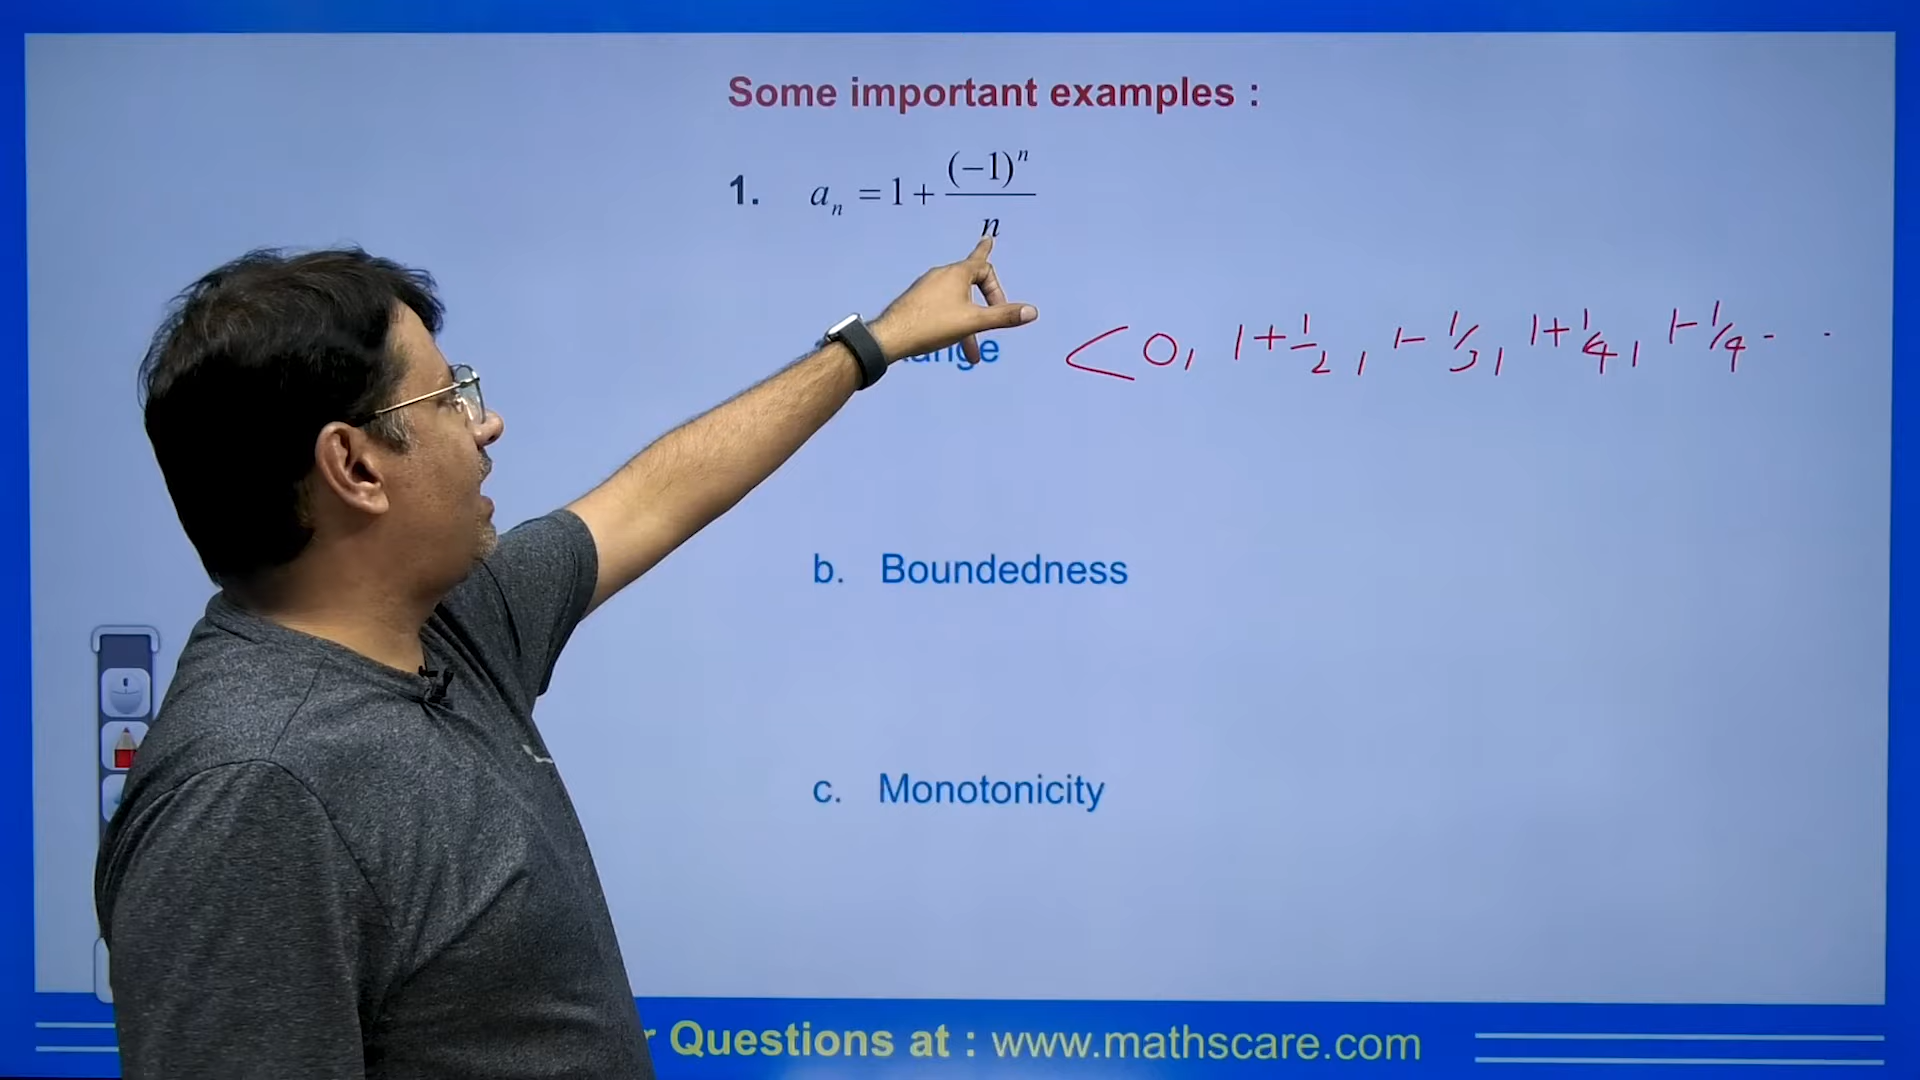 Some important examples :
1. aₙ = 1 + (−1)ⁿ / n
<0, 1+1/2, 1-1/3, 1+1/4, 1-1/4- -
b. Boundedness
c. Monotonicity
Questions at : www.mathscare.com